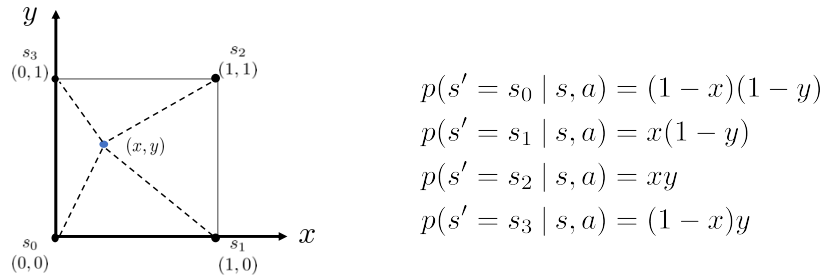 y
s₃
(0,1)
s₂
(1,1)
(x, y)
s₀
(0,0)
s₁
(1,0)
x
p(s′ = s₀ | s, a) = (1 − x)(1 − y)
p(s′ = s₁ | s, a) = x(1 − y)
p(s′ = s₂ | s, a) = xy
p(s′ = s₃ | s, a) = (1 − x)y